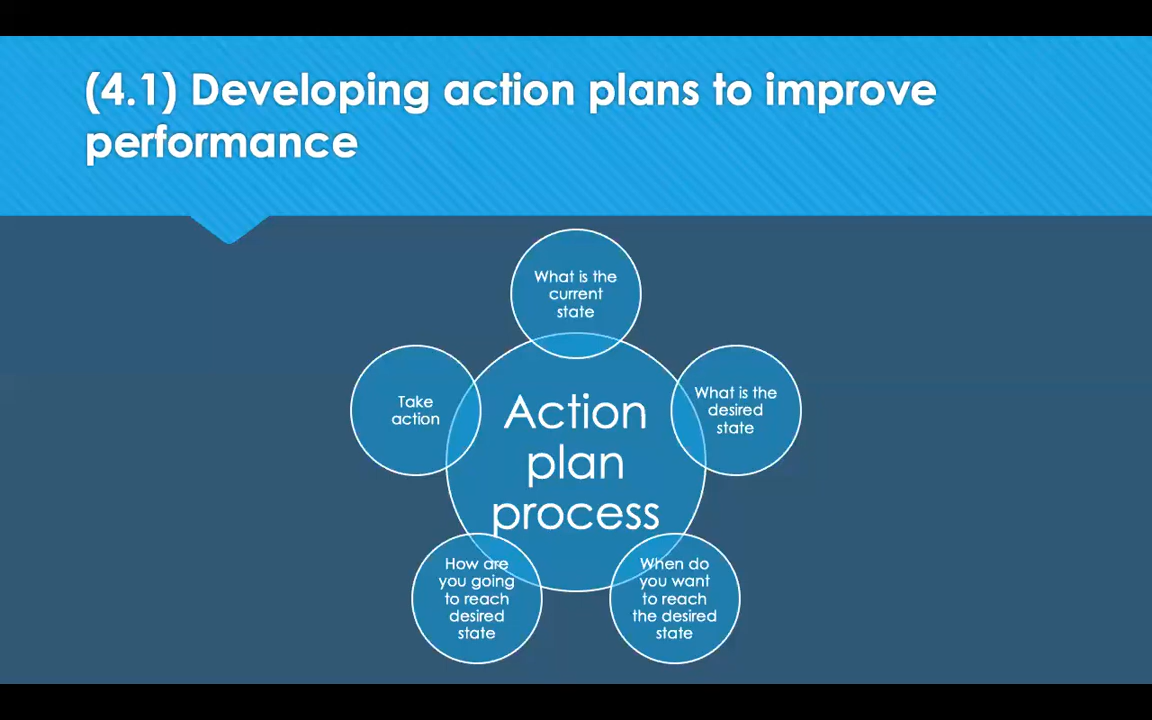 (4.1) Developing action plans to improve
performance
What is the
current
state
What is the
desired
state
When do
you want
to reach
the desired
state
How are
you going
to reach
desired
state
Take
action
Action
plan
process